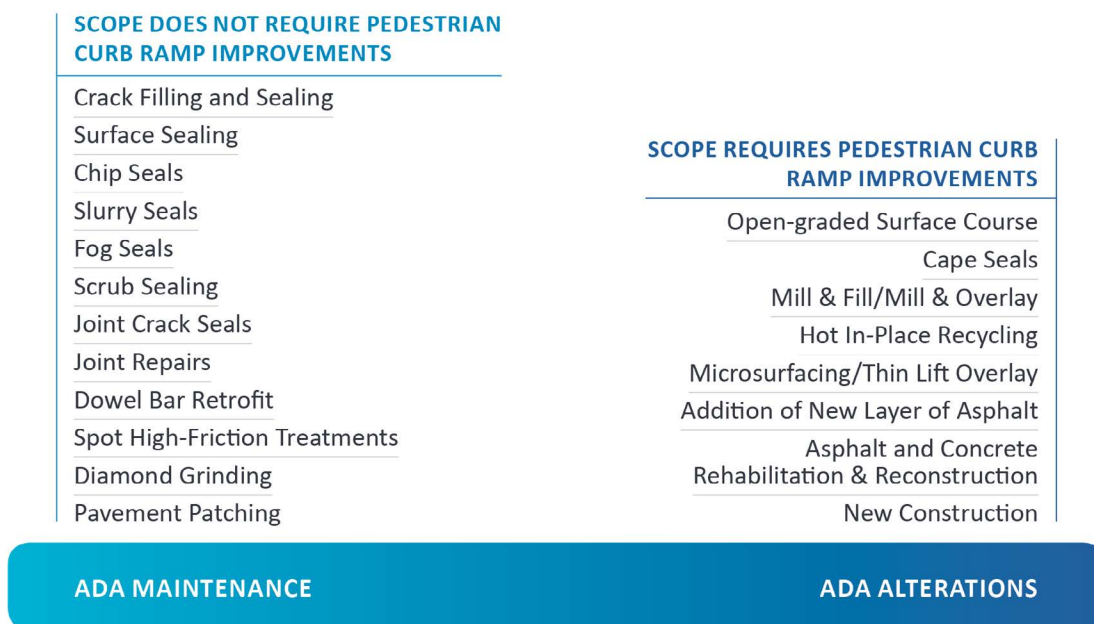 SCOPE DOES NOT REQUIRE PEDESTRIAN
CURB RAMP IMPROVEMENTS
Crack Filling and Sealing
Surface Sealing
Chip Seals
Slurry Seals
Fog Seals
Scrub Sealing
Joint Crack Seals
Joint Repairs
Dowel Bar Retrofit
Spot High-Friction Treatments
Diamond Grinding
Pavement Patching
SCOPE REQUIRES PEDESTRIAN CURB
RAMP IMPROVEMENTS
Open-graded Surface Course
Cape Seals
Mill & Fill/Mill & Overlay
Hot In-Place Recycling
Microsurfacing/Thin Lift Overlay
Addition of New Layer of Asphalt
Asphalt and Concrete
Rehabilitation & Reconstruction
New Construction
ADA MAINTENANCE
ADA ALTERATIONS